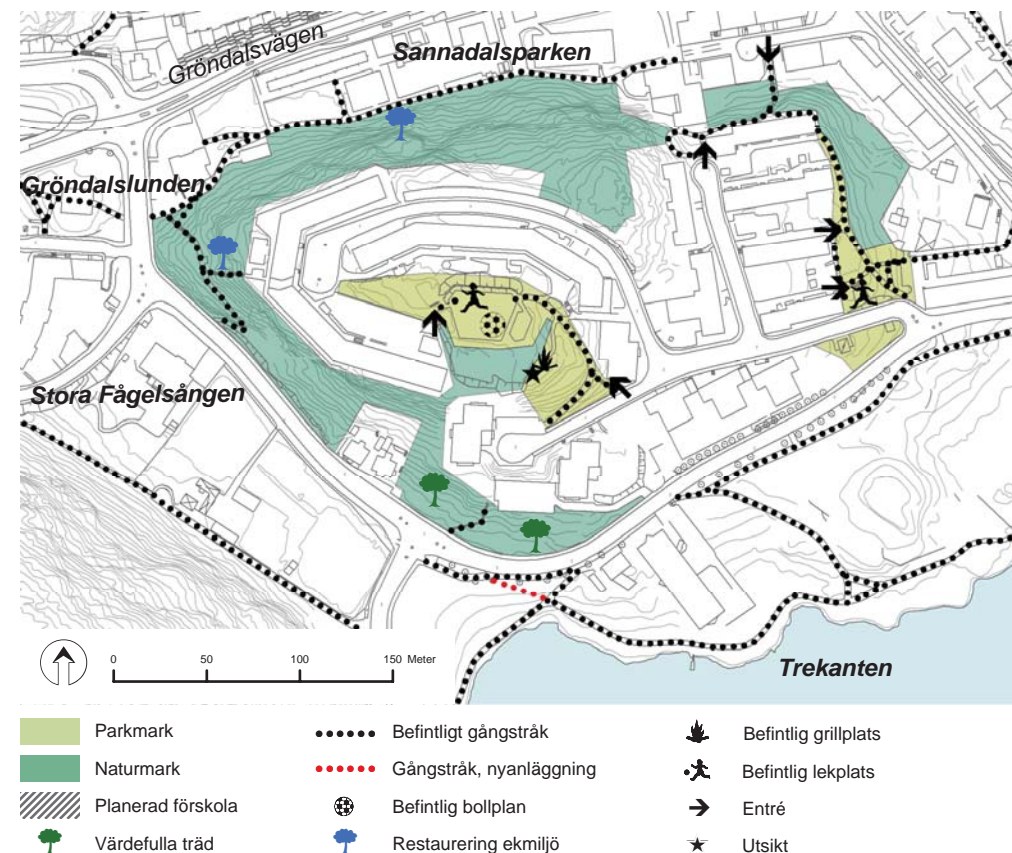 Gröndalsvägen
Sannadalsparken
Gröndalslunden
Stora Fågelsången
Trekanten
0 50 100 150 Meter
Parkmark
Naturmark
Planerad förskola
Värdefulla träd
Befintligt gångstråk
Gångstråk, nyanläggning
Befintlig bollplan
Restaurering ekmiljö
Befintlig grillplats
Befintlig lekplats
Entré
Utsikt